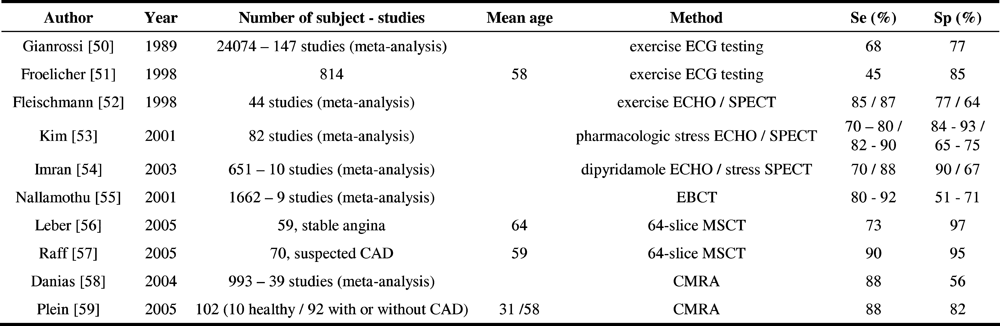 Author Year Number of subject - studies Mean age Method Se (%) Sp (%)
Gianrossi [50] 1989 24074 – 147 studies (meta-analysis) exercise ECG testing 68 77
Froelicher [51] 1998 814 58 exercise ECG testing 45 85
Fleischmann [52] 1998 44 studies (meta-analysis) exercise ECHO / SPECT 85 / 87 77 / 64
Kim [53] 2001 82 studies (meta-analysis) pharmacologic stress ECHO / SPECT 70 – 80 / 84 - 93 /
82 - 90 65 - 75
Imran [54] 2003 651 – 10 studies (meta-analysis) dipyridamole ECHO / stress SPECT 70 / 88 90 / 67
Nallamothu [55] 2001 1662 – 9 studies (meta-analysis) EBCT 80 - 92 51 - 71
Leber [56] 2005 59, stable angina 64 64-slice MSCT 73 97
Raff [57] 2005 70, suspected CAD 59 64-slice MSCT 90 95
Danias [58] 2004 993 – 39 studies (meta-analysis) CMRA 88 56
Plein [59] 2005 102 (10 healthy / 92 with or without CAD) 31 /58 CMRA 88 82